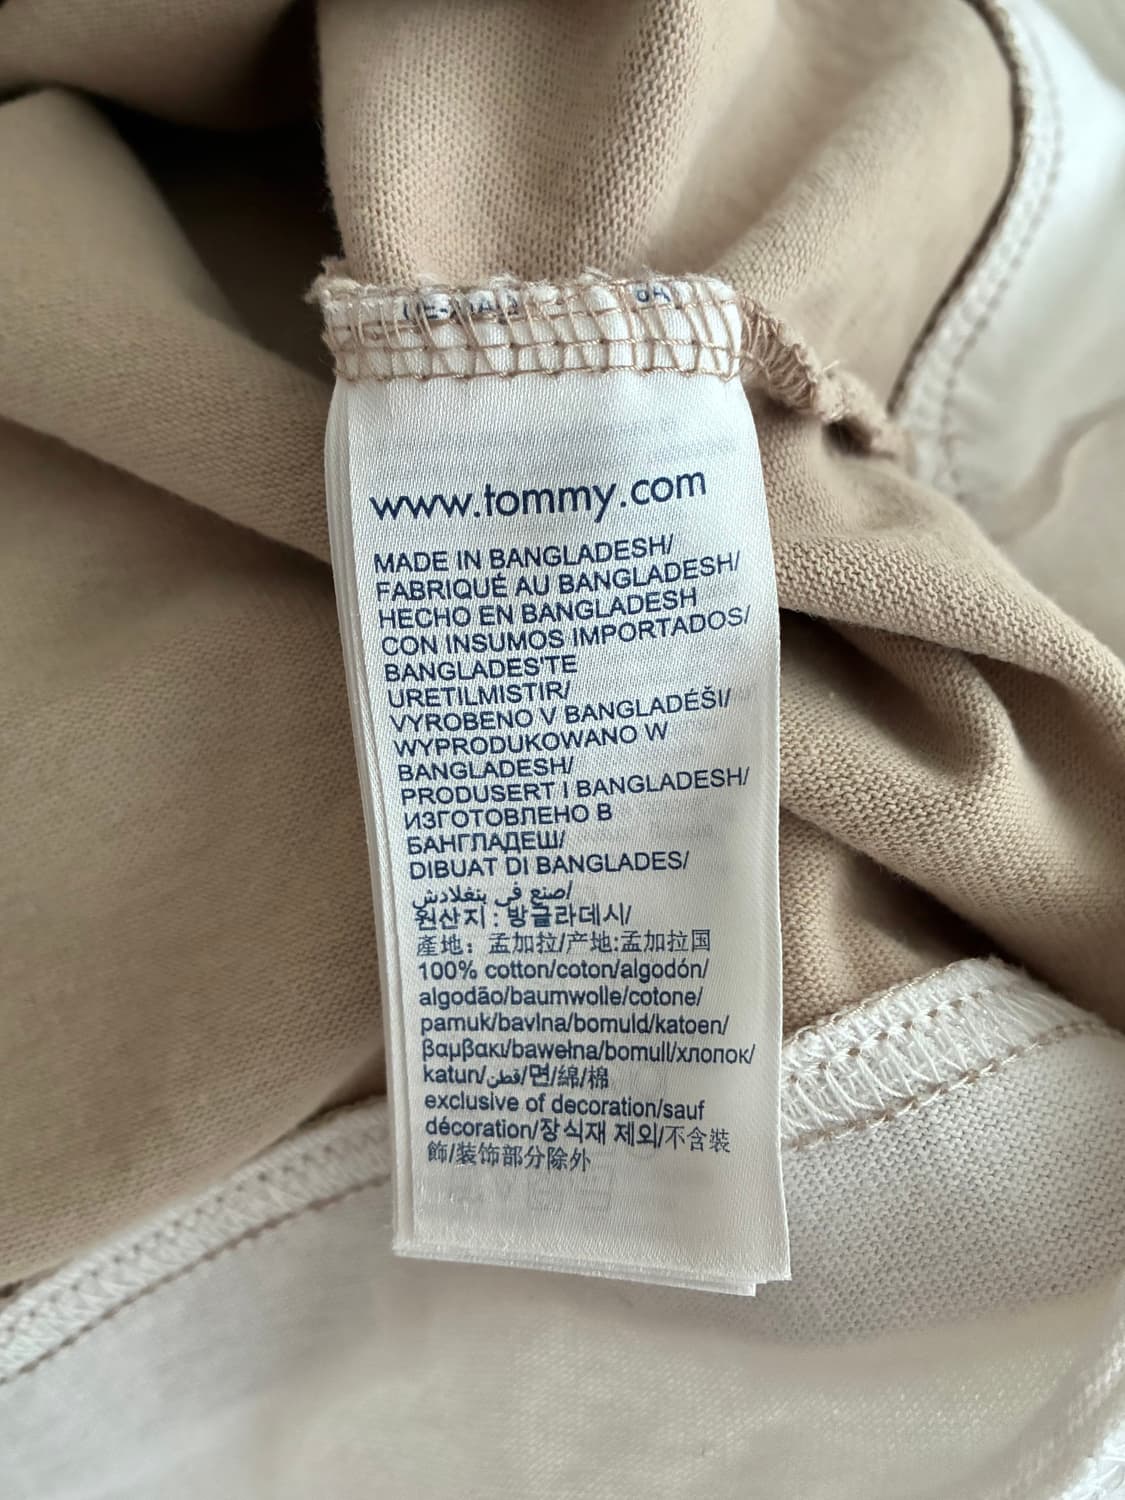 www.tommy.com
MADE IN BANGLADESH/
FABRIQUÉ AU BANGLADESH/
HECHO EN BANGLADESH
CON INSUMOS IMPORTADOS/
BANGLADES'TE
URETILMISTIR/
VYROBENO V BANGLADÉŠI/
WYPRODUKOWANO W
BANGLADESH/
PRODUSERT I BANGLADESH/
ИЗГОТОВЛЕНО В
БАНГЛАДЕШ/
DIBUAT DI BANGLADES/
صنع في بنغلادش/
원산지 : 방글라데시/
產地：孟加拉/产地:孟加拉国
100% cotton/coton/algodón/
algodão/baumwolle/cotone/
pamuk/bavlna/bomuld/katoen/
βαμβακι/bawełna/bomull/хлопок/
katun/قطن/면/綿/棉
exclusive of decoration/sauf
décoration/장식재 제외/不含裝
飾/装饰部分除外